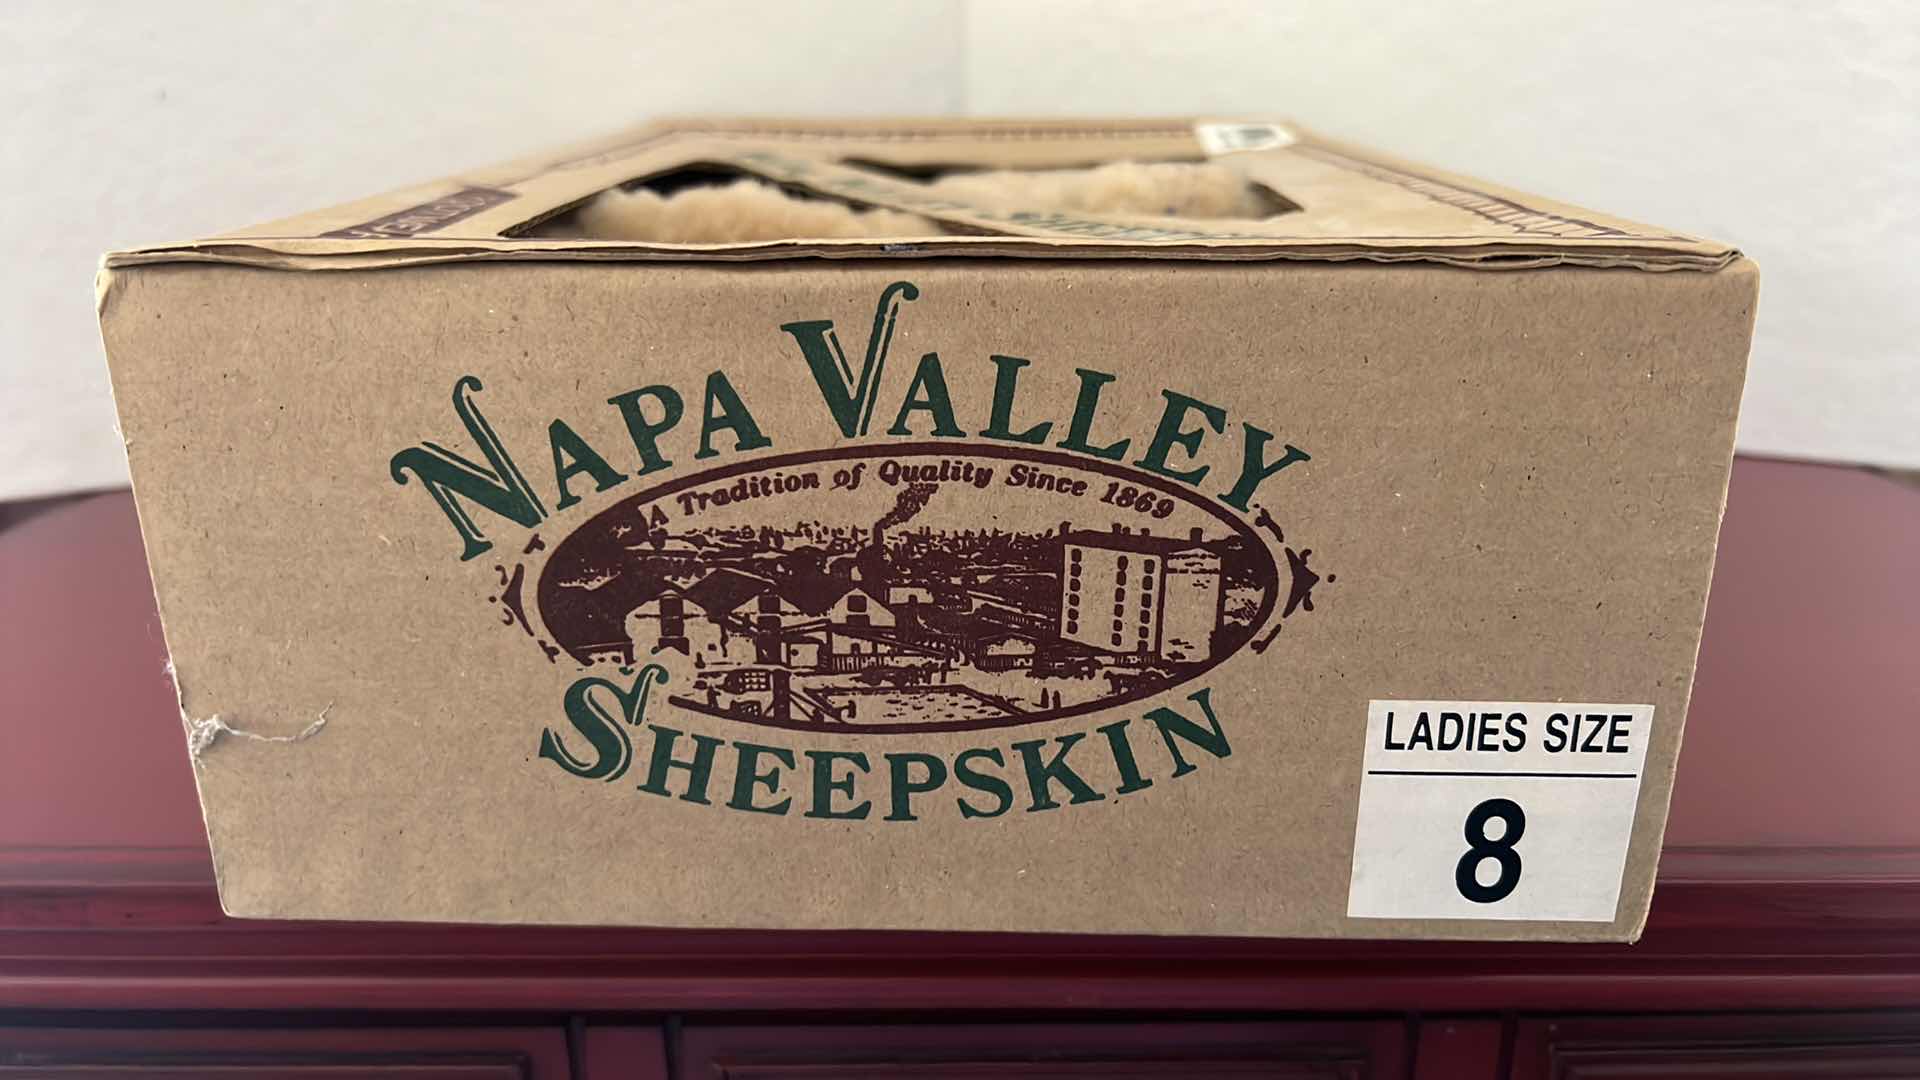 NAPA VALLEY
A Tradition of Quality Since 1869
SHEEPSKIN
LADIES SIZE
8